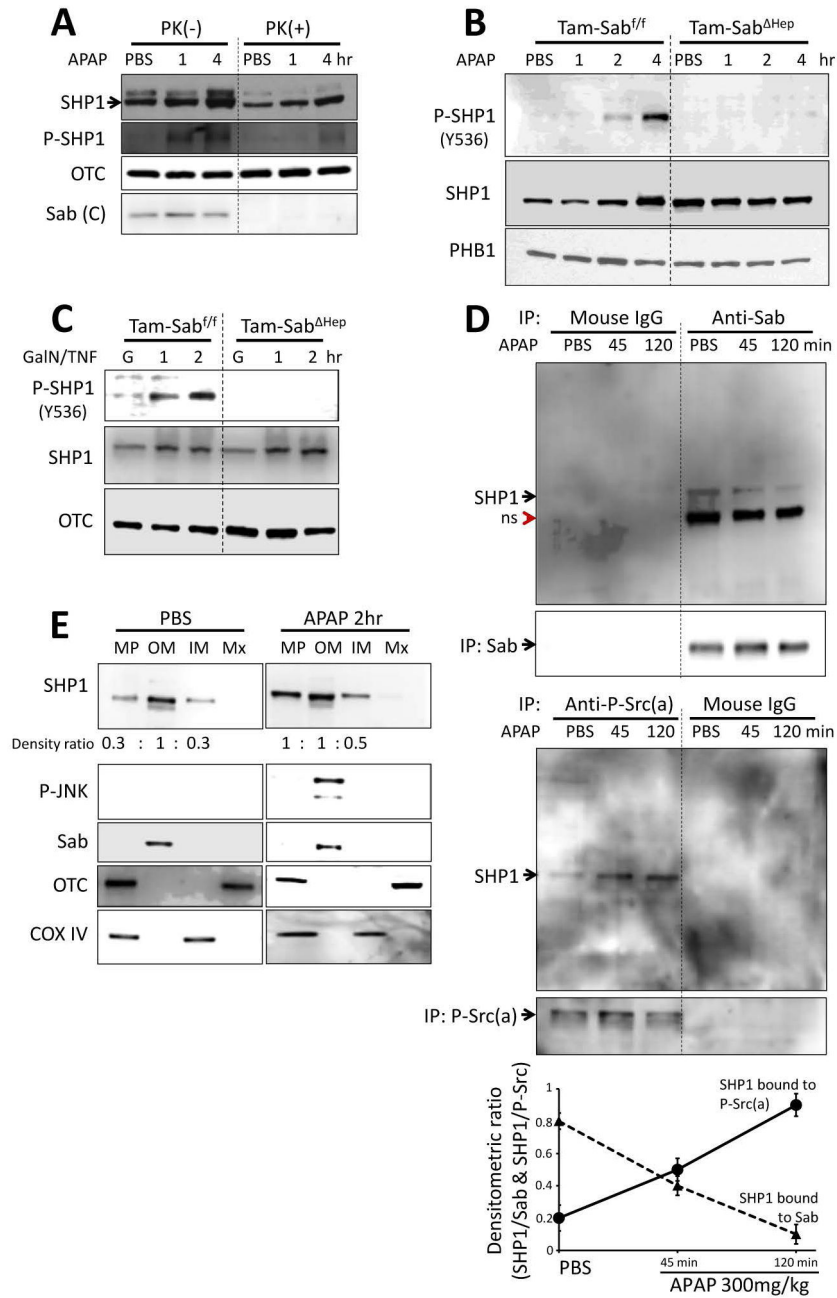 A
PK(-) PK(+)
APAP PBS 1 4 PBS 1 4 hr
SHP1
P-SHP1
OTC
Sab (C)
B
Tam-Sab^f/f Tam-Sab^ΔHep
APAP PBS 1 2 4 PBS 1 2 4 hr
P-SHP1
(Y536)
SHP1
PHB1
C
Tam-Sab^f/f Tam-Sab^ΔHep
GalN/TNF G 1 2 G 1 2 hr
P-SHP1
(Y536)
SHP1
OTC
D
IP: Mouse IgG Anti-Sab
APAP PBS 45 120 PBS 45 120 min
SHP1
ns
IP: Sab
IP: Anti-P-Src(a) Mouse IgG
APAP PBS 45 120 PBS 45 120 min
SHP1
IP: P-Src(a)
Densitometric ratio
(SHP1/Sab & SHP1/P-Src)
1
0.8
0.6
0.4
0.2
0
SHP1 bound to
P-Src(a)
SHP1 bound
to Sab
PBS 45 min 120 min
APAP 300mg/kg
E
PBS APAP 2hr
MP OM IM Mx MP OM IM Mx
SHP1
Density ratio 0.3 : 1 : 0.3 1 : 1 : 0.5
P-JNK
Sab
OTC
COX IV